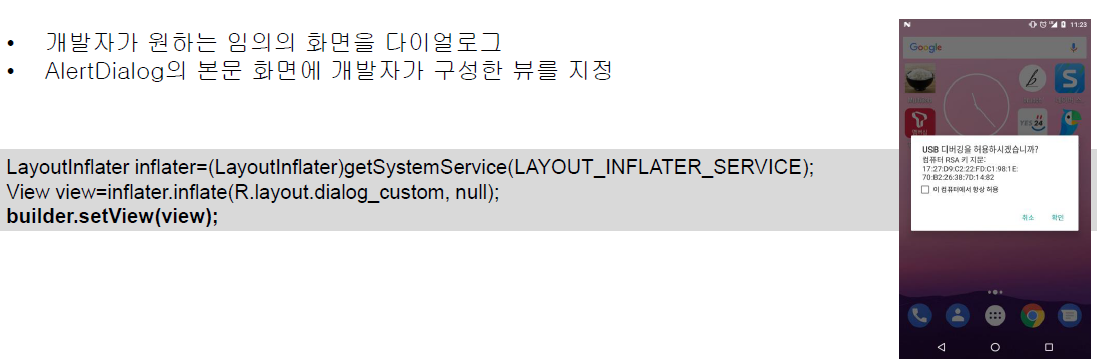 • 개발자가 원하는 임의의 화면을 다이얼로그
• AlertDialog의 본문 화면에 개발자가 구성한 뷰를 지정
LayoutInflater inflater=(LayoutInflater)getSystemService(LAYOUT_INFLATER_SERVICE);
View view=inflater.inflate(R.layout.dialog_custom, null);
builder.setView(view);
11:23
Google
b
S
YES 24
USB 디버깅을 허용하시겠습니까?
컴퓨터 RSA 키 지문:
17:27:D9:C2:22:FD:C1:98:1E:
70:B2:26:38:7D:14:82
이 컴퓨터에서 항상 허용
취소
확인